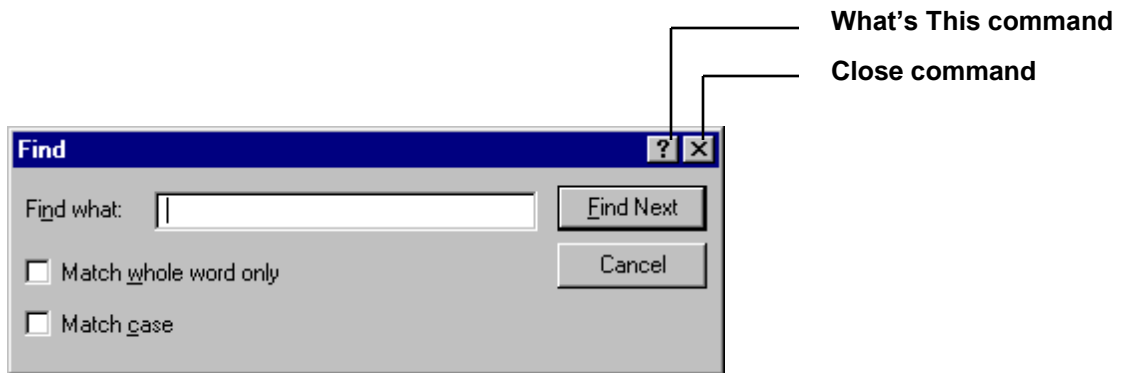 What’s This command
Close command
Find ? X
Find what: Find Next
Match whole word only Cancel
Match case